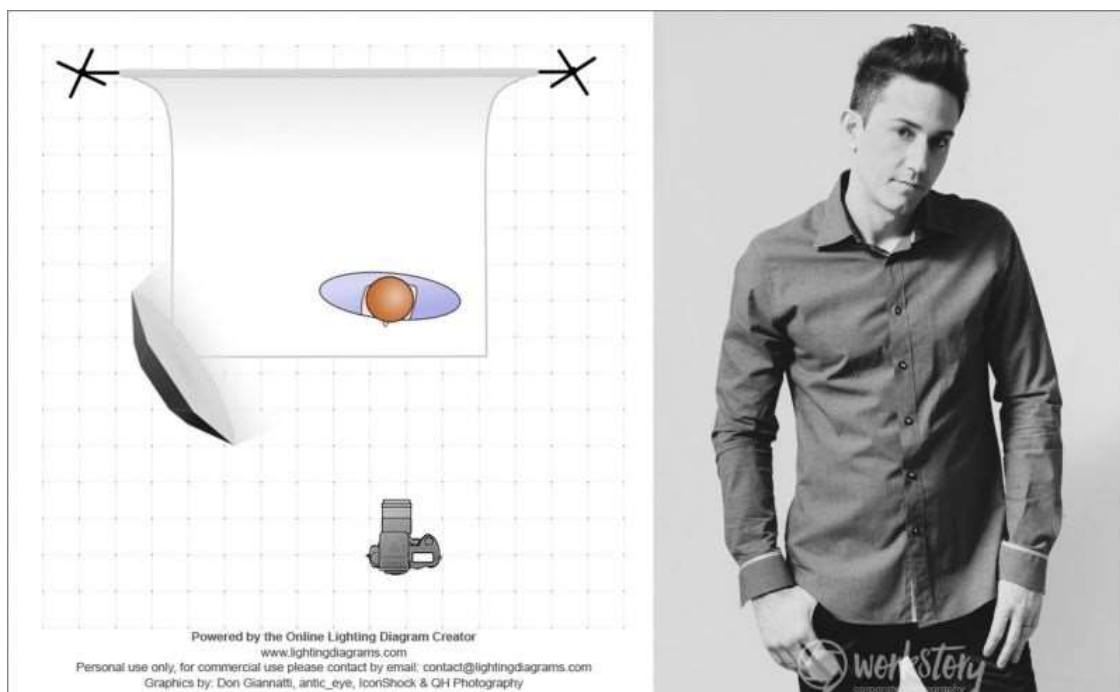 Powered by the Online Lighting Diagram Creator
www.lightingdiagrams.com
Personal use only, for commercial use please contact by email: contact@lightingdiagrams.com
Graphics by: Don Giannatti, antic_eye, IconShock & QH Photography
workstory